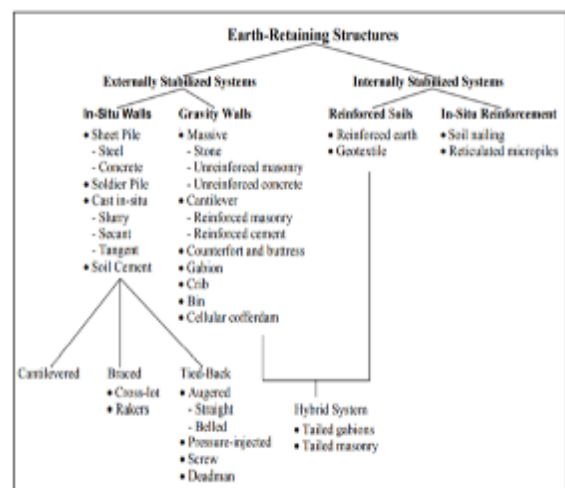 Earth-Retaining Structures
Externally Stabilized Systems
Internally Stabilized Systems
In-Situ Walls
• Sheet Pile
- Steel
- Concrete
• Soldier Pile
• Cast in-situ
- Slurry
- Secant
- Tangent
• Soil Cement
Gravity Walls
• Massive
- Stone
- Unreinforced masonry
- Unreinforced concrete
• Cantilever
- Reinforced masonry
- Reinforced cement
• Counterfort and buttress
• Gabion
• Crib
• Bin
• Cellular cofferdam
Reinforced Soils
• Reinforced earth
• Geotextile
In-Situ Reinforcement
• Soil nailing
• Reticulated micropiles
Cantilevered
Braced
• Cross-lot
• Rakers
Tied-Back
• Augered
- Straight
- Belled
• Pressure-injected
• Screw
• Deadman
Hybrid System
• Tailed gabions
• Tailed masonry